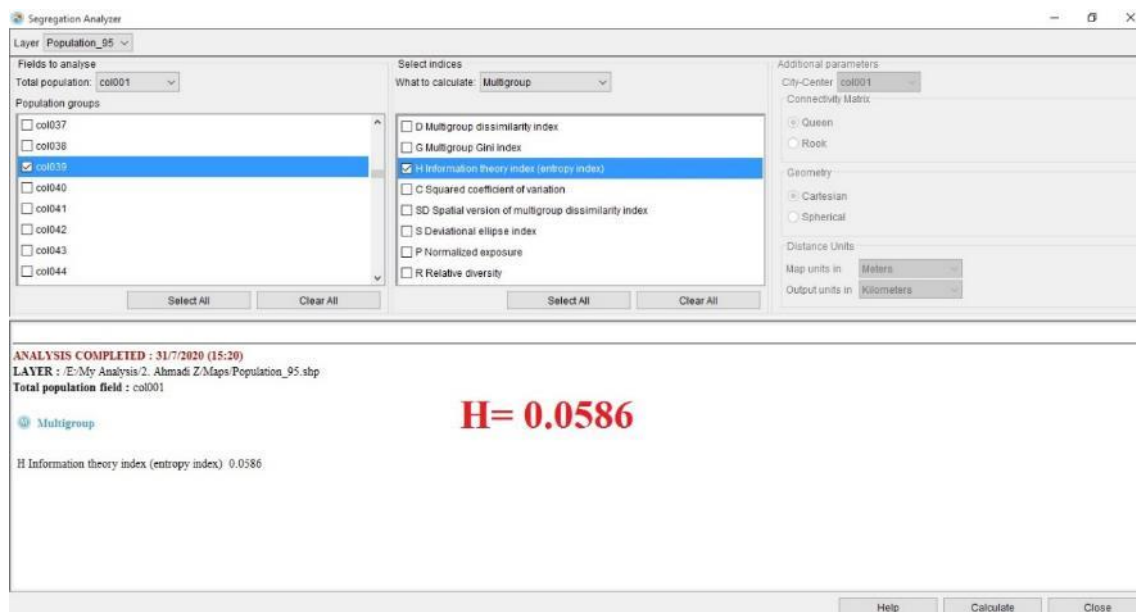 Segregation Analyzer
Layer Population_95
Fields to analyse
Total population: col001
Population groups
col037
col038
col039
col040
col041
col042
col043
col044
Select All Clear All
Select indices
What to calculate: Multigroup
D Multigroup dissimilarity index
G Multigroup Gini index
H Information theory index (entropy index)
C Squared coefficient of variation
SD Spatial version of multigroup dissimilarity index
S Deviational ellipse index
P Normalized exposure
R Relative diversity
Select All Clear All
Additional parameters
City-Center col001
Connectivity Matrix
Queen
Rook
Geometry
Cartesian
Spherical
Distance Units
Map units in Meters
Output units in Kilometers
ANALYSIS COMPLETED : 31/7/2020 (15:20)
LAYER : /E:/My Analysis/2. Ahmadi Z/Maps/Population_95.shp
Total population field : col001
Multigroup
H= 0.0586
H Information theory index (entropy index) 0.0586
Help Calculate Close